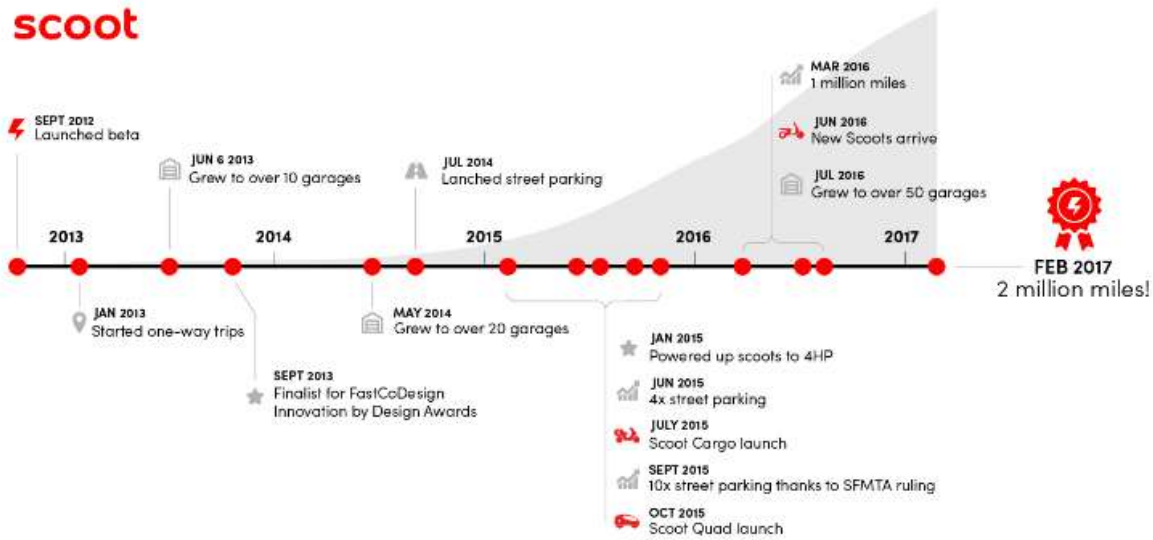 scoot
SEPT 2012
Launched beta
JUN 6 2013
Grew to over 10 garages
JUL 2014
Lanched street parking
MAR 2016
1 million miles
JUN 2016
New Scoots arrive
JUL 2016
Grew to over 50 garages
2013
2014
2015
2016
2017
FEB 2017
2 million miles!
JAN 2013
Started one-way trips
SEPT 2013
Finalist for FastCoDesign
Innovation by Design Awards
MAY 2014
Grew to over 20 garages
JAN 2015
Powered up scoots to 4HP
JUN 2015
4x street parking
JULY 2015
Scoot Cargo launch
SEPT 2015
10x street parking thanks to SFMTA ruling
OCT 2015
Scoot Quad launch